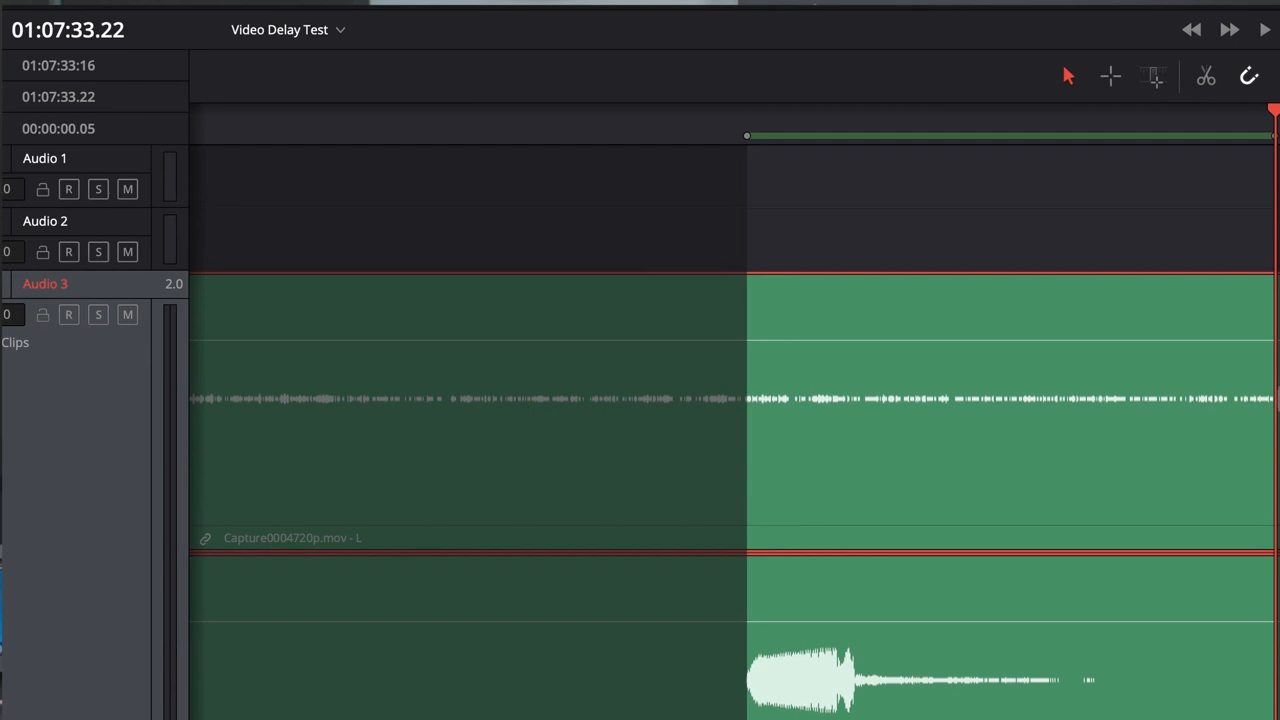 01:07:33.22
Video Delay Test
01:07:33:16
01:07:33.22
00:00:00.05
Audio 1
0 R S M
Audio 2
0 R S M
Audio 3 2.0
0 R S M
Clips
Capture0004720p.mov - L